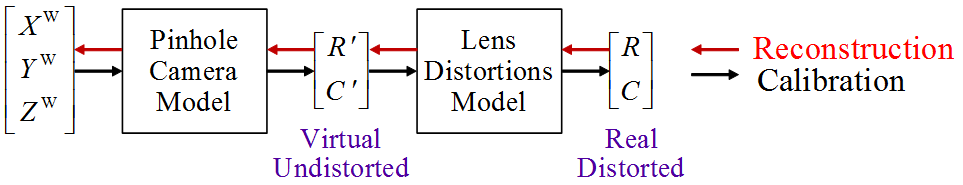 X^W
Y^W
Z^W
Pinhole
Camera
Model
R′
C′
Virtual
Undistorted
Lens
Distortions
Model
R
C
Real
Distorted
Reconstruction
Calibration